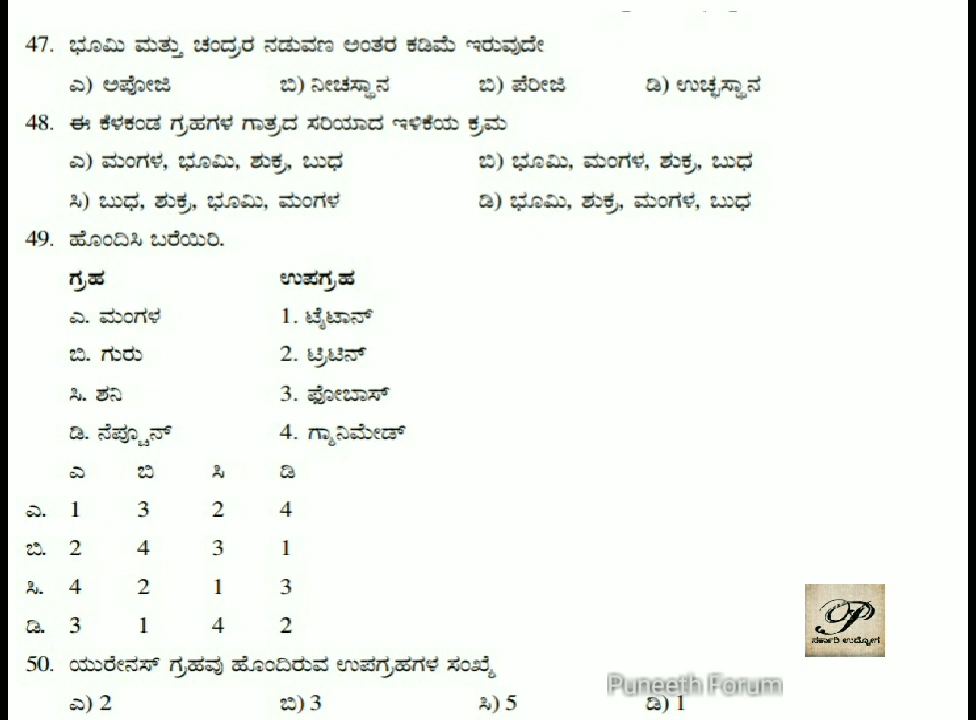 47. ಭೂಮಿ ಮತ್ತು ಚಂದ್ರರ ನಡುವಣ ಅಂತರ ಕಡಿಮೆ ಇರುವುದೇ
ಎ) ಅಪೋಜಿ ಬಿ) ನೀಚಸ್ಥಾನ ಬಿ) ಪೆರೀಜಿ ಡಿ) ಉಚ್ಛಸ್ಥಾನ
48. ಈ ಕೆಳಕಂಡ ಗ್ರಹಗಳ ಗಾತ್ರದ ಸರಿಯಾದ ಇಳಿಕೆಯ ಕ್ರಮ
ಎ) ಮಂಗಳ, ಭೂಮಿ, ಶುಕ್ರ, ಬುಧ ಬಿ) ಭೂಮಿ, ಮಂಗಳ, ಶುಕ್ರ, ಬುಧ
ಸಿ) ಬುಧ, ಶುಕ್ರ, ಭೂಮಿ, ಮಂಗಳ ಡಿ) ಭೂಮಿ, ಶುಕ್ರ, ಮಂಗಳ, ಬುಧ
49. ಹೊಂದಿಸಿ ಬರೆಯಿರಿ.
ಗ್ರಹ ಉಪಗ್ರಹ
ಎ. ಮಂಗಳ 1. ಟೈಟಾನ್
ಬಿ. ಗುರು 2. ಟ್ರಿಟಿನ್
ಸಿ. ಶನಿ 3. ಫೋಬಾಸ್
ಡಿ. ನೆಪ್ಚೂನ್ 4. ಗ್ಯಾನಿಮೇಡ್
ಎ ಬಿ ಸಿ ಡಿ
ಎ. 1 3 2 4
ಬಿ. 2 4 3 1
ಸಿ. 4 2 1 3
ಡಿ. 3 1 4 2
50. ಯುರೇನಸ್ ಗ್ರಹವು ಹೊಂದಿರುವ ಉಪಗ್ರಹಗಳ ಸಂಖ್ಯೆ
ಎ) 2 ಬಿ) 3 ಸಿ) 5 ಡಿ) 1
P
ಸರ್ಕಾರಿ ಉದ್ಯೋಗ
Puneeth Forum